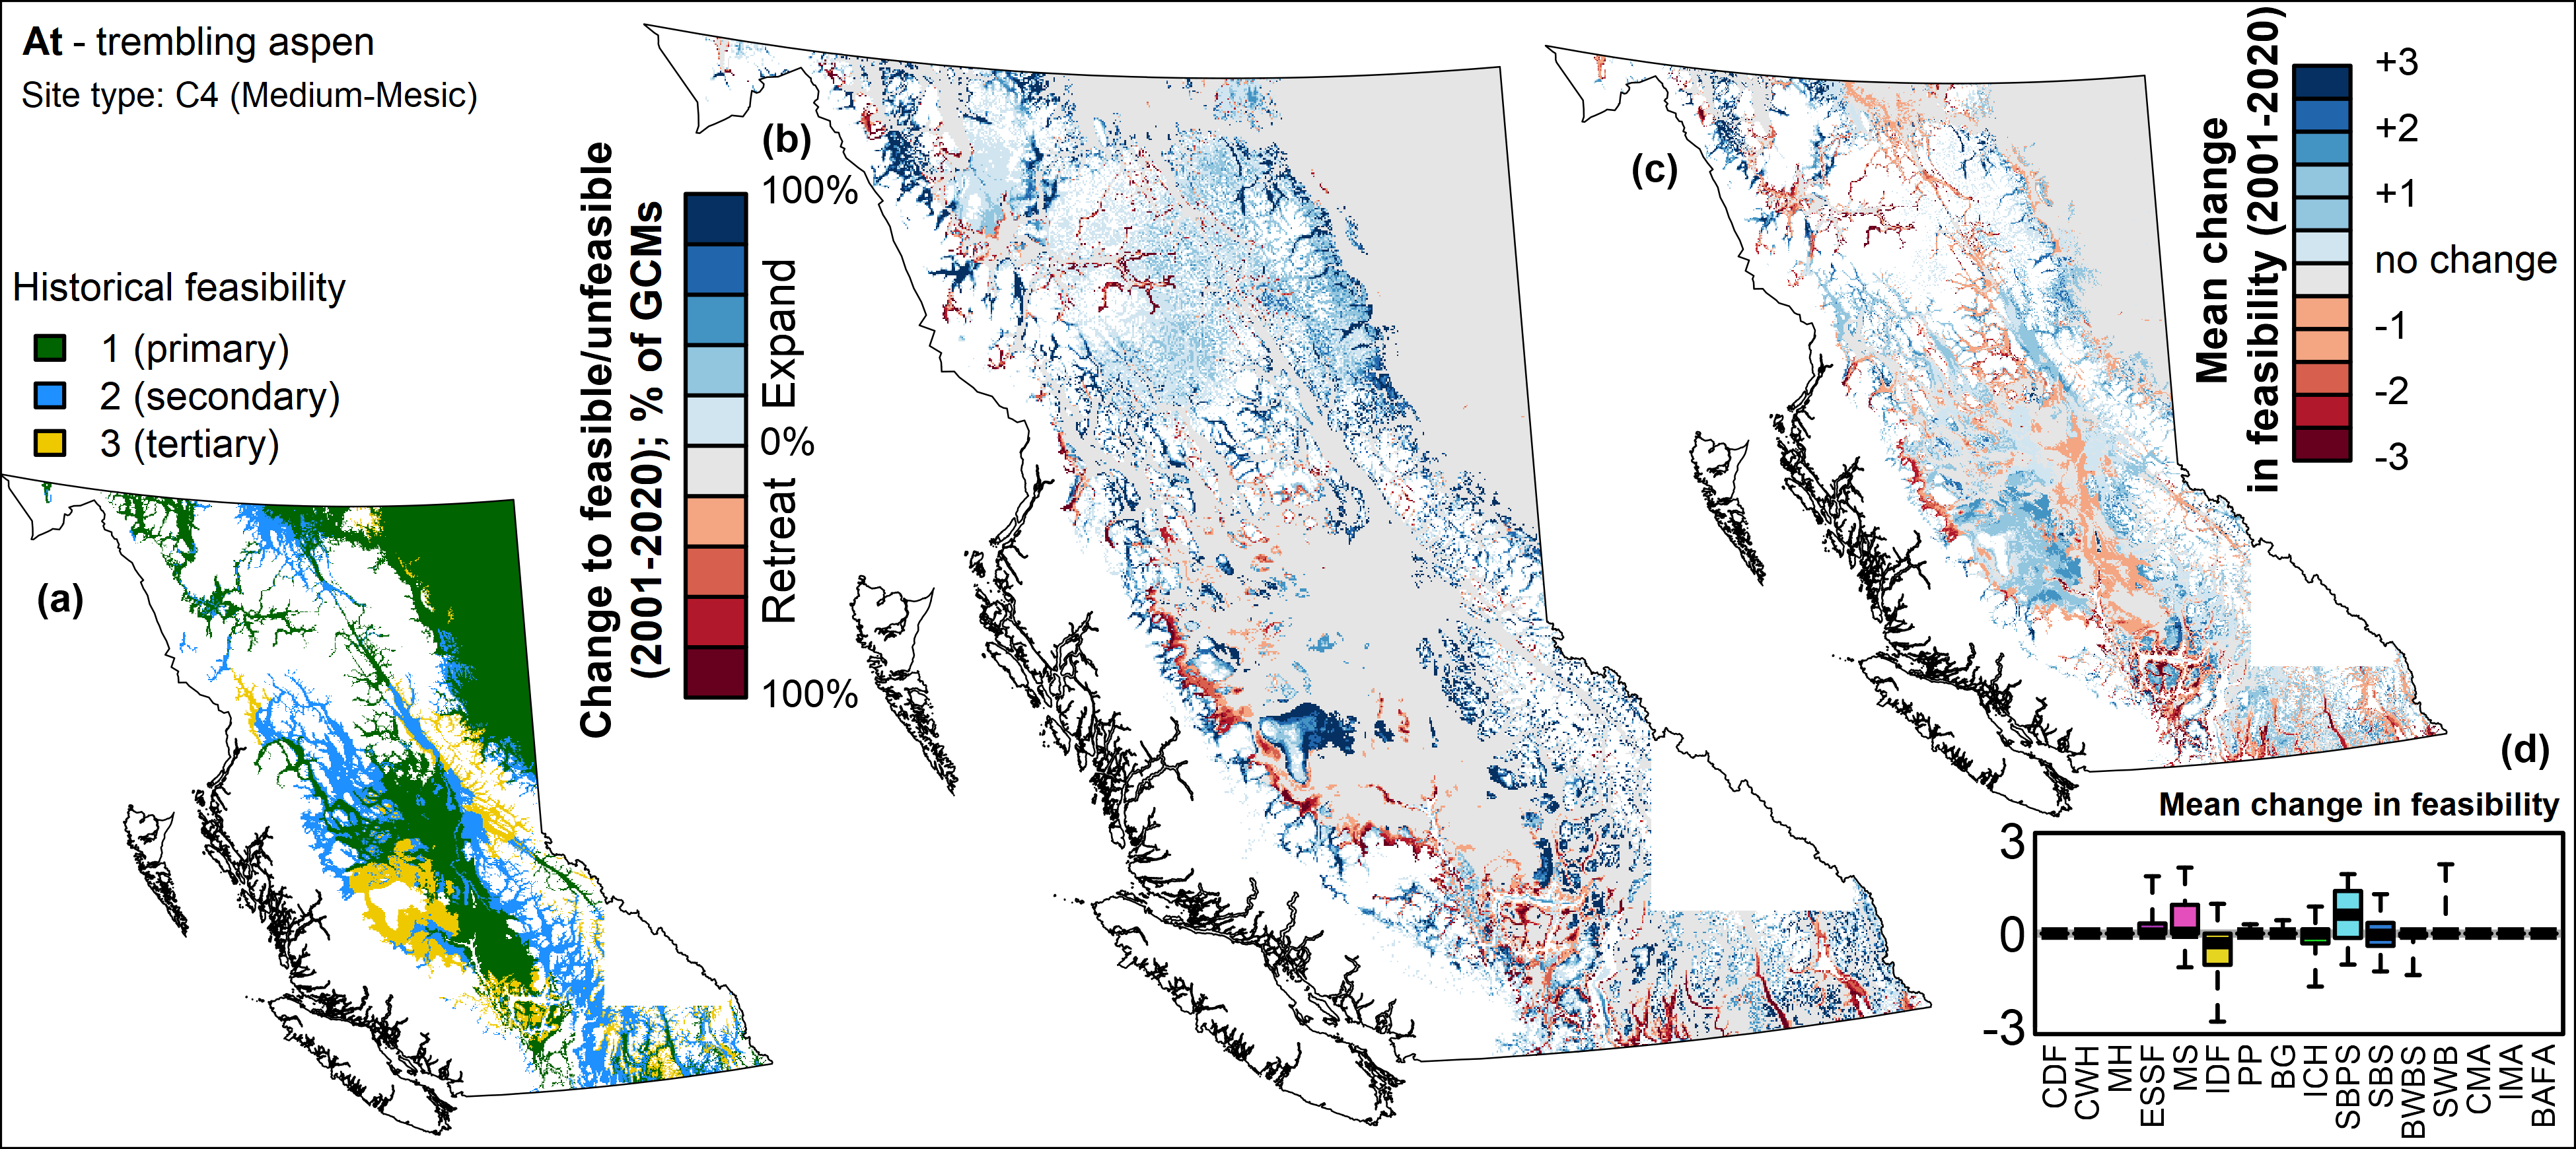 At - trembling aspen
Site type: C4 (Medium-Mesic)
Historical feasibility
1 (primary)
2 (secondary)
3 (tertiary)
(a)
Change to feasible/unfeasible
(2001-2020); % of GCMs
100%
0%
100%
Expand
Retreat
(b)
(c)
Mean change
in feasibility (2001-2020)
+3
+2
+1
no change
-1
-2
-3
(d)
Mean change in feasibility
3
0
-3
CDF
CWH
MH
ESSF
MS
IDF
PP
BG
ICH
SBPS
SBS
BWBS
SWB
CMA
IMA
BAFA